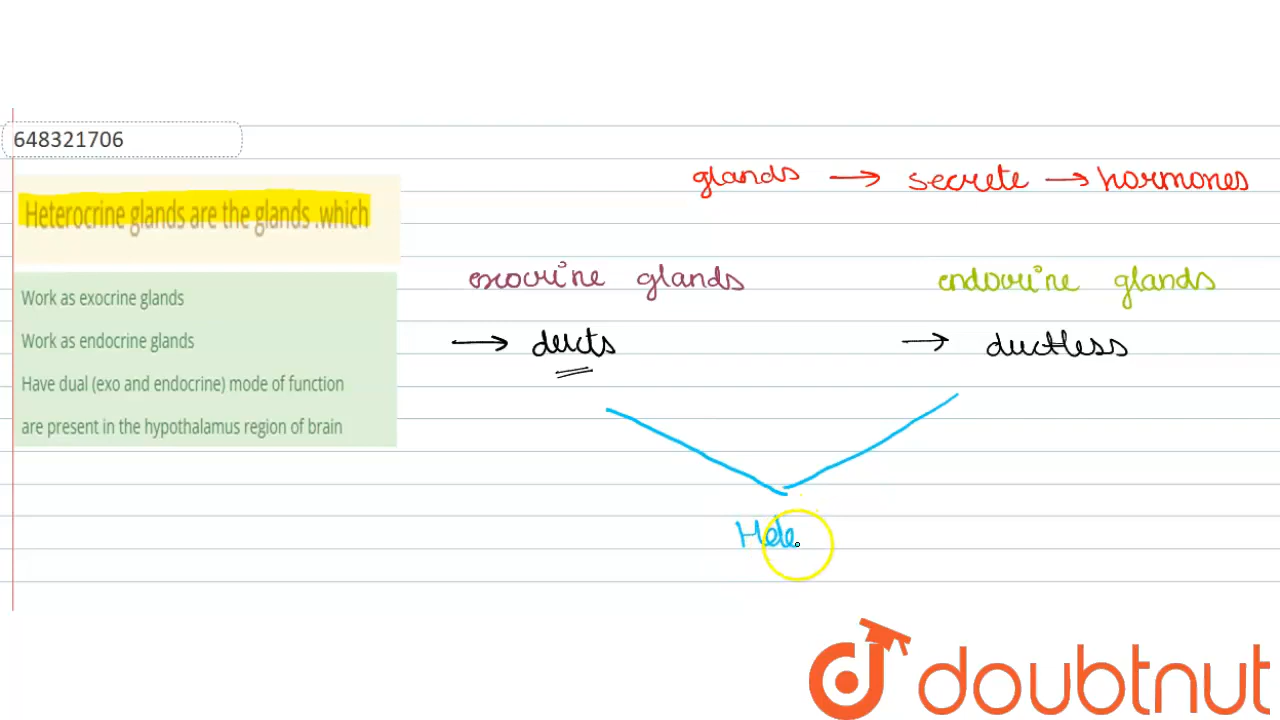 648321706
Heterocrine glands are the glands .which
Work as exocrine glands
Work as endocrine glands
Have dual (exo and endocrine) mode of function
are present in the hypothalamus region of brain
glands → secrete → hormones
exocrine glands
endocrine glands
→ ducts
→ ductless
Hete
doubtnut